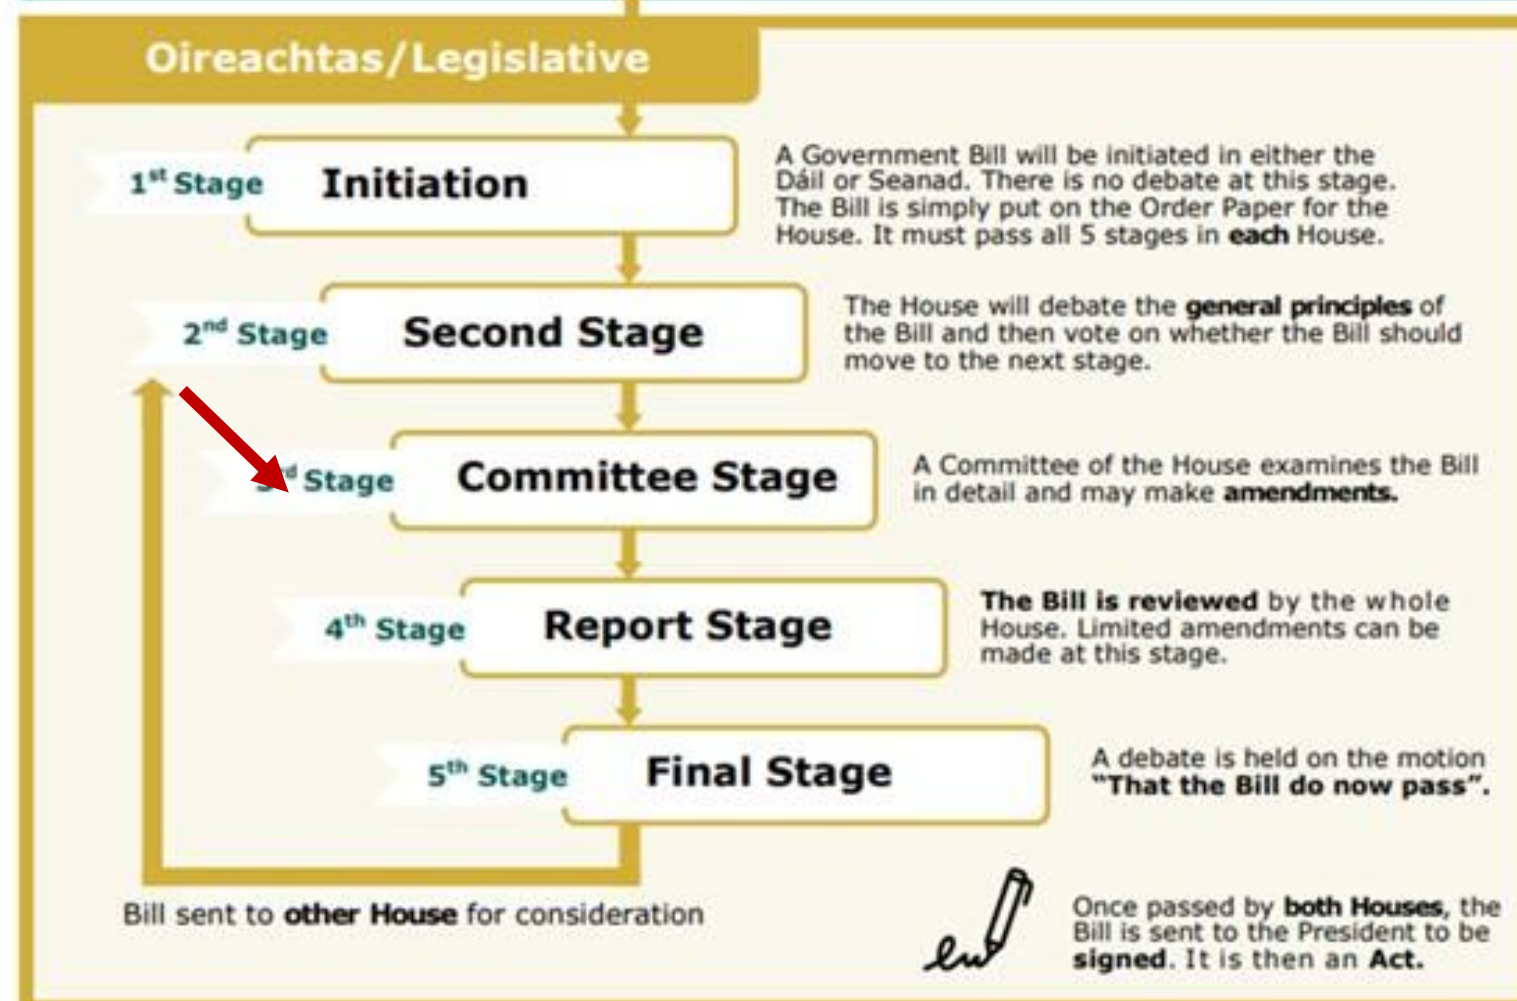 Oireachtas/Legislative
1st Stage
Initiation
A Government Bill will be initiated in either the
Dáil or Seanad. There is no debate at this stage.
The Bill is simply put on the Order Paper for the
House. It must pass all 5 stages in each House.
2nd Stage
Second Stage
The House will debate the general principles of
the Bill and then vote on whether the Bill should
move to the next stage.
Stage
Committee Stage
A Committee of the House examines the Bill
in detail and may make amendments.
4th Stage
Report Stage
The Bill is reviewed by the whole
House. Limited amendments can be
made at this stage.
5th Stage
Final Stage
A debate is held on the motion
"That the Bill do now pass".
Bill sent to other House for consideration
Once passed by both Houses, the
Bill is sent to the President to be
signed. It is then an Act.